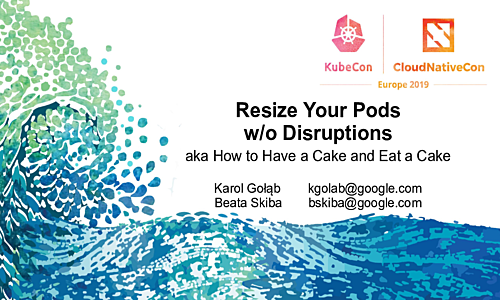 KubeCon
CloudNativeCon
Europe 2019
Resize Your Pods
w/o Disruptions
aka How to Have a Cake and Eat a Cake
Karol Gołąb kgolab@google.com
Beata Skiba bskiba@google.com